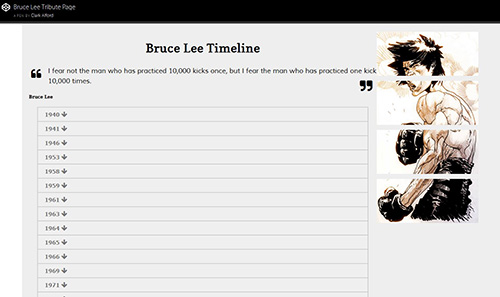 Bruce Lee Tribute Page
A PEN BY
Bruce Lee Timeline
I fear not the man who has practiced 10,000 kicks once, but I fear the man who has practiced one kick
10,000 times.
Bruce Lee
1940
1941
1946
1953
1958
1959
1961
1963
1964
1965
1966
1969
1971